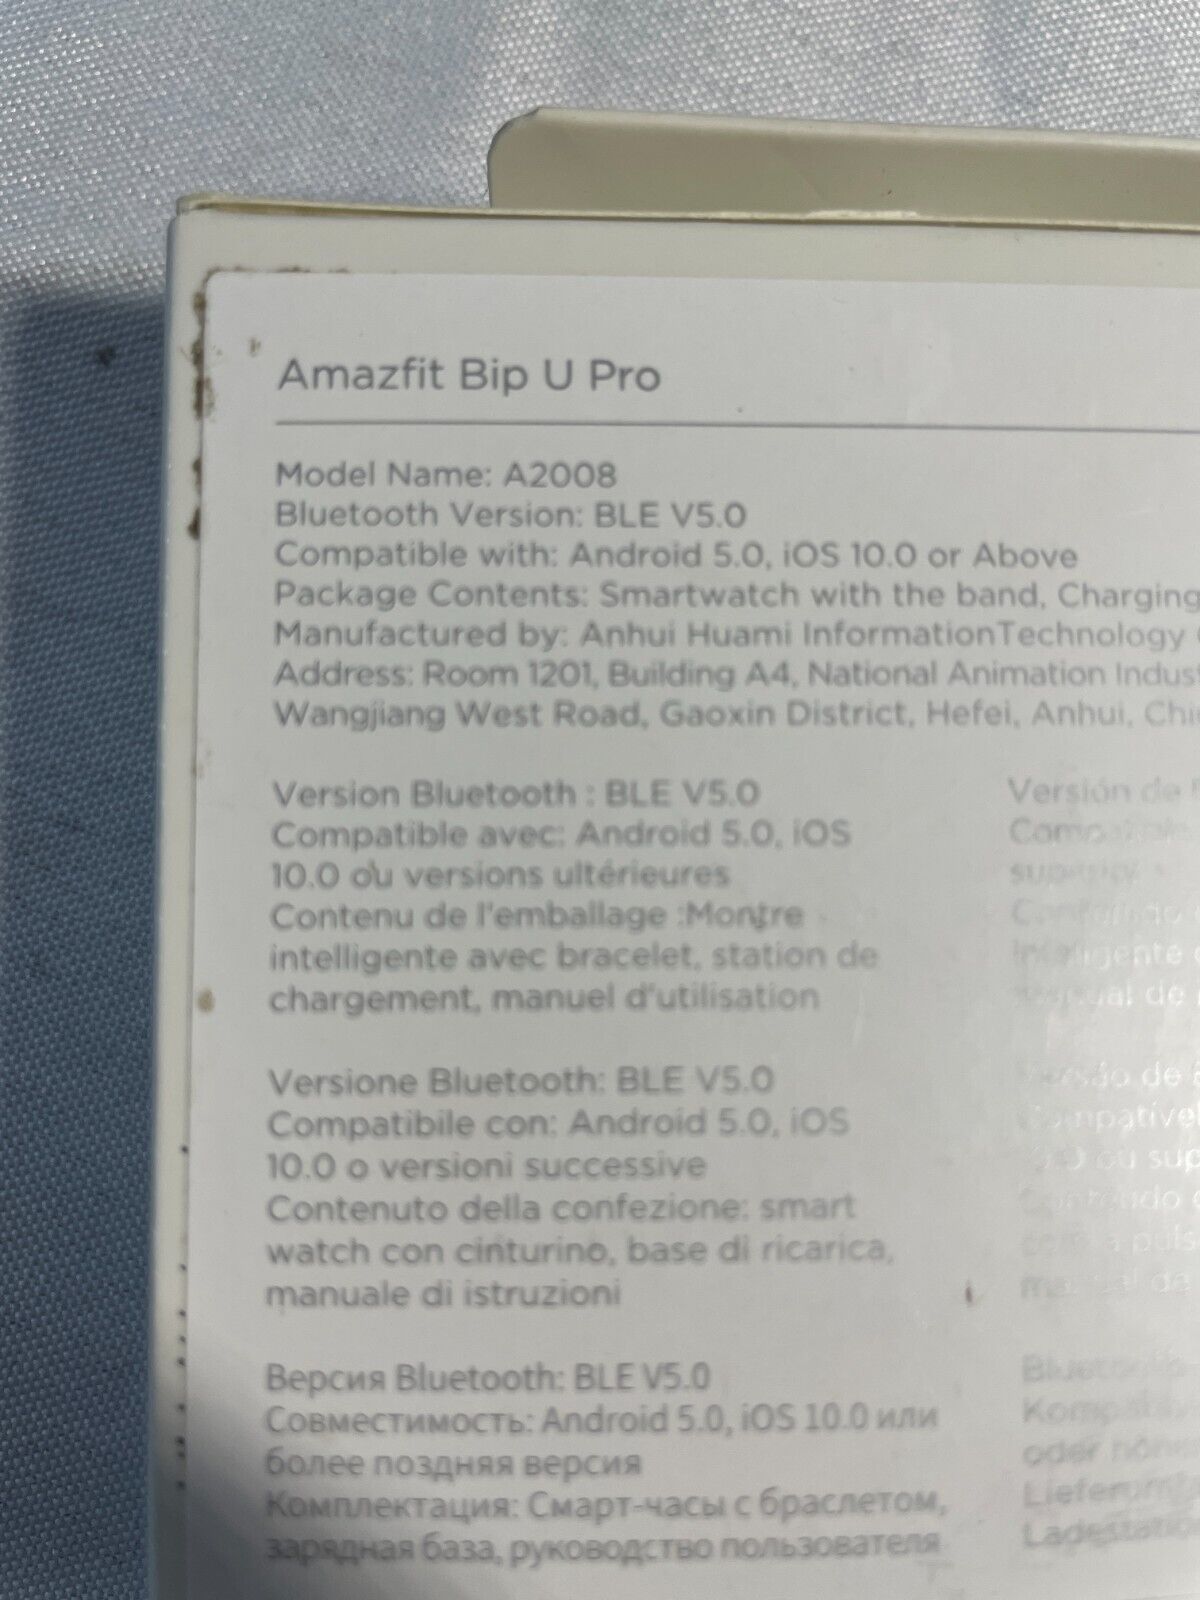 Amazfit Bip U Pro
Model Name: A2008
Bluetooth Version: BLE V5.0
Compatible with: Android 5.0, iOS 10.0 or Above
Package Contents: Smartwatch with the band, Charging
Manufactured by: Anhui Huami InformationTechnology
Address: Room 1201, Building A4, National Animation Indust
Wangjiang West Road, Gaoxin District, Hefei, Anhui, Chin
Version Bluetooth : BLE V5.0
Compatible avec: Android 5.0, iOS
10.0 ou versions ultérieures
Contenu de l'emballage :Montre
intelligente avec bracelet, station de
chargement, manuel d'utilisation
Versión de
Versione Bluetooth: BLE V5.0
Compatibile con: Android 5.0, iOS
10.0 o versioni successive
Contenuto della confezione: smart
watch con cinturino, base di ricarica,
manuale di istruzioni
Версия Bluetooth: BLE V5.0
Совместимость: Android 5.0, iOS 10.0 или
более поздняя версия
Комплектация: Смарт-часы с браслетом,
зарядная база, руководство пользователя